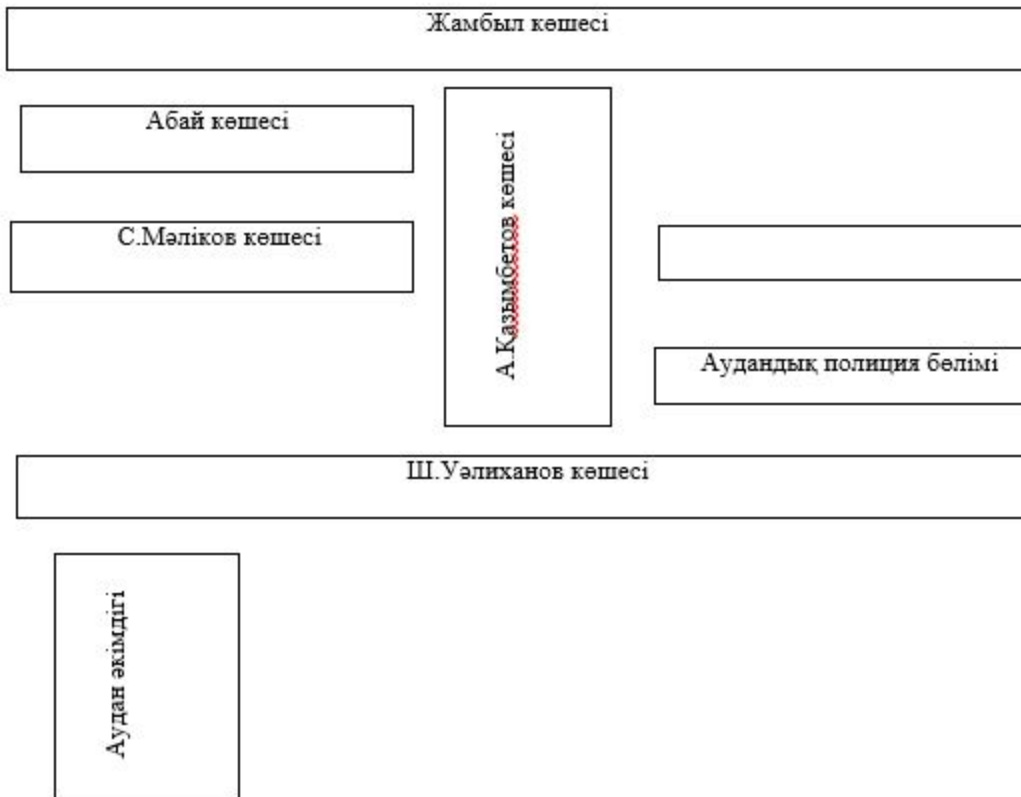 Жамбыл көшесі
Абай көшесі
А.Қазымбетов көшесі
С.Мәліков көшесі
Аудандық полиция бөлімі
Ш.Уәлиханов көшесі
Аудан әкімдігі